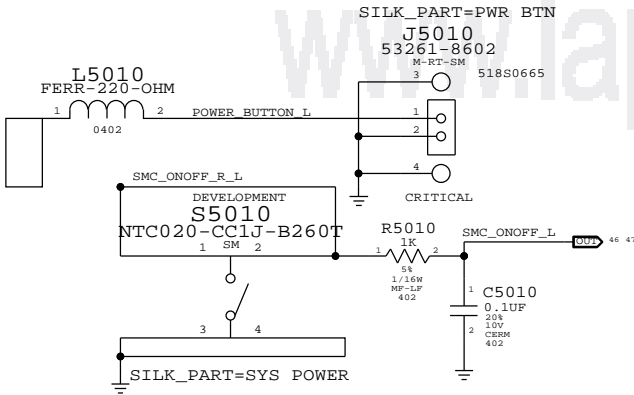 www.lap
SILK_PART=PWR BTN
J5010
53261-8602
M-RT-SM
518S0665
3
L5010
FERR-220-OHM
1 2
0402
POWER_BUTTON_L
1
2
4
CRITICAL
SMC_ONOFF_R_L
DEVELOPMENT
S5010
NTC020-CC1J-B260T
1 SM 2
R5010
1K
1 2
5%
1/16W
MF-LF
402
SMC_ONOFF_L
OUT 46 47
1
C5010
0.1UF
20%
10V
CERM
402
2
3 4
SILK_PART=SYS POWER